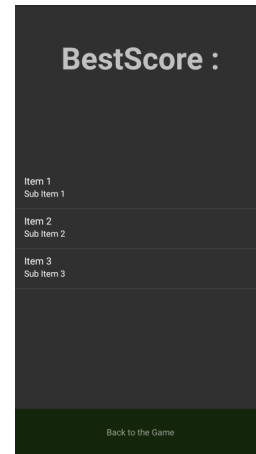 BestScore :
Item 1
Sub Item 1
Item 2
Sub Item 2
Item 3
Sub Item 3
Back to the Game